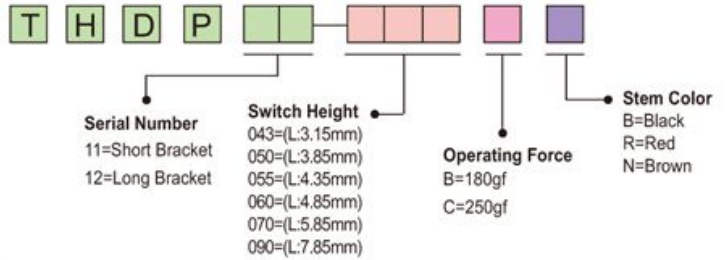 THDP
Serial Number
11=Short Bracket
12=Long Bracket
Switch Height
043=(L:3.15mm)
050=(L:3.85mm)
055=(L:4.35mm)
060=(L:4.85mm)
070=(L:5.85mm)
090=(L:7.85mm)
Operating Force
B=180gf
C=250gf
Stem Color
B=Black
R=Red
N=Brown